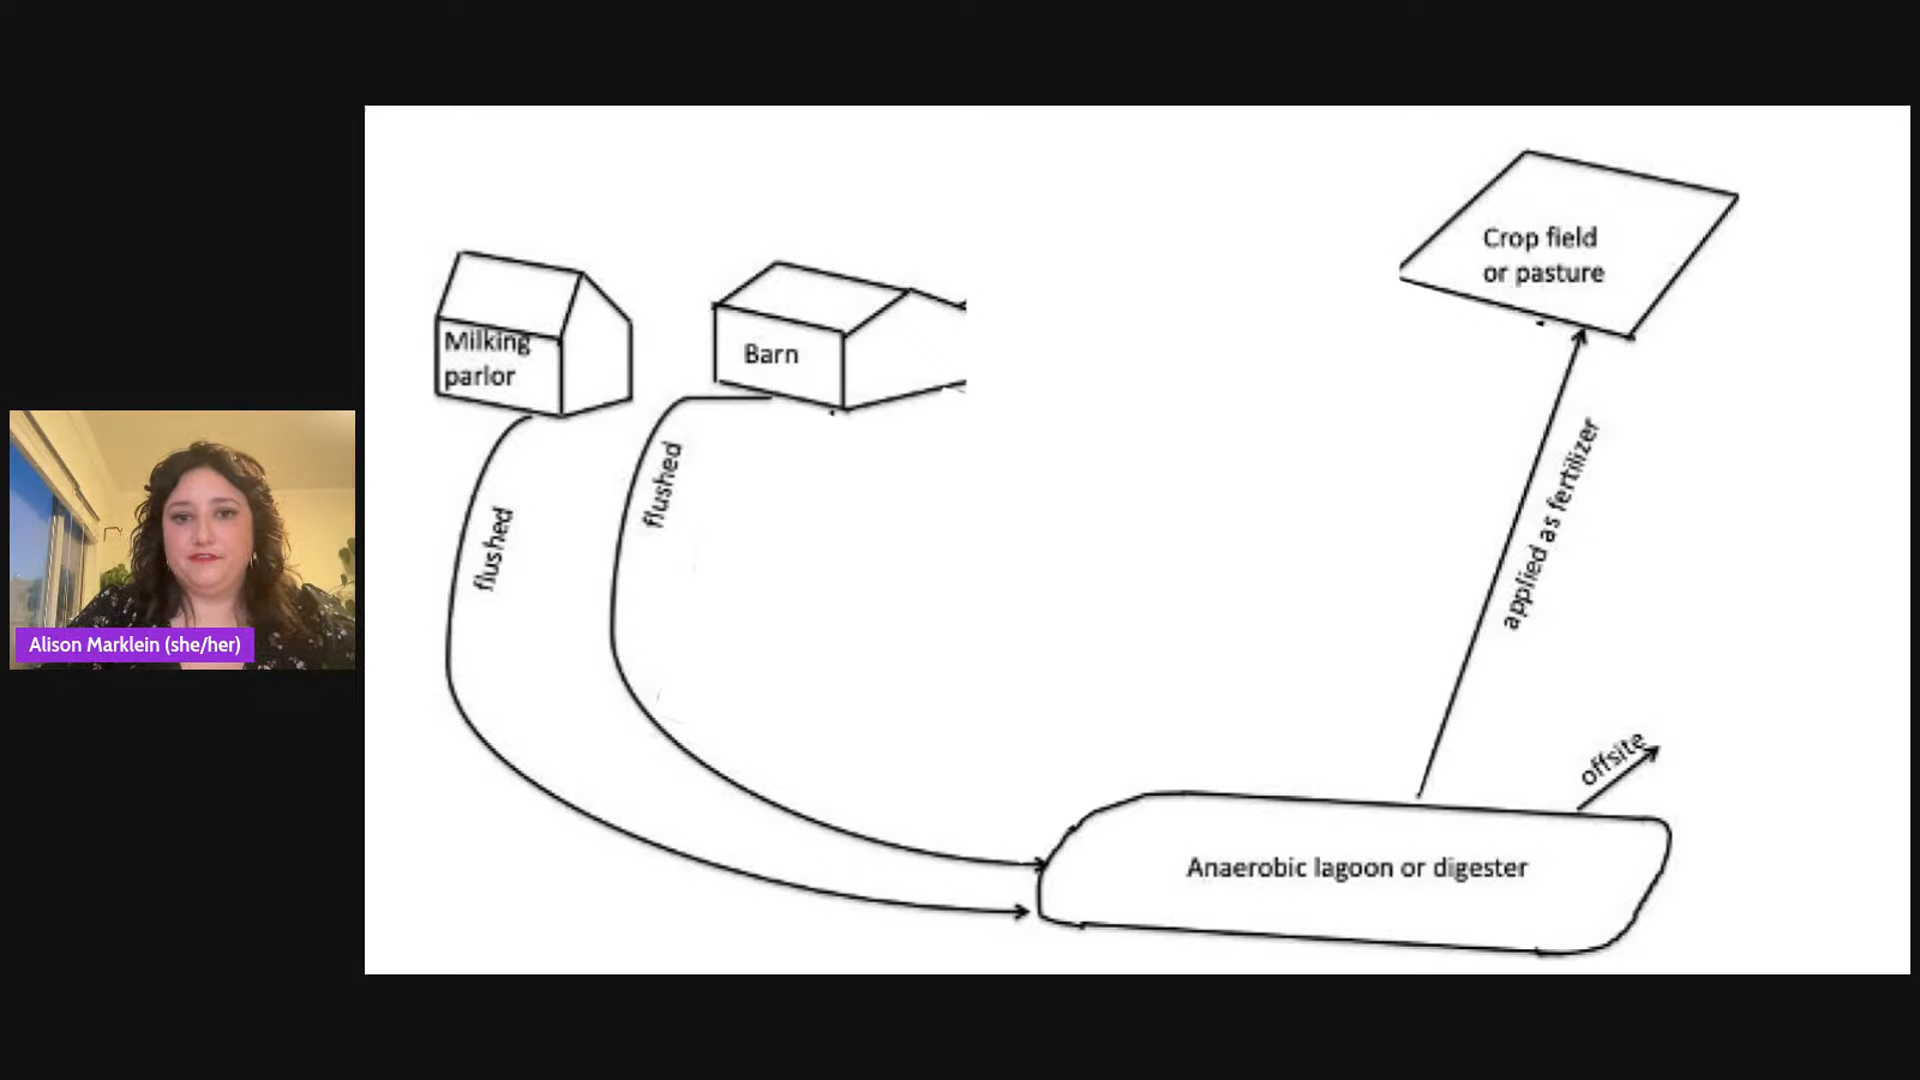 Milking
parlor
Barn
Crop field
or pasture
flushed
flushed
applied as fertilizer
offsite
Anaerobic lagoon or digester
Alison Marklein (she/her)